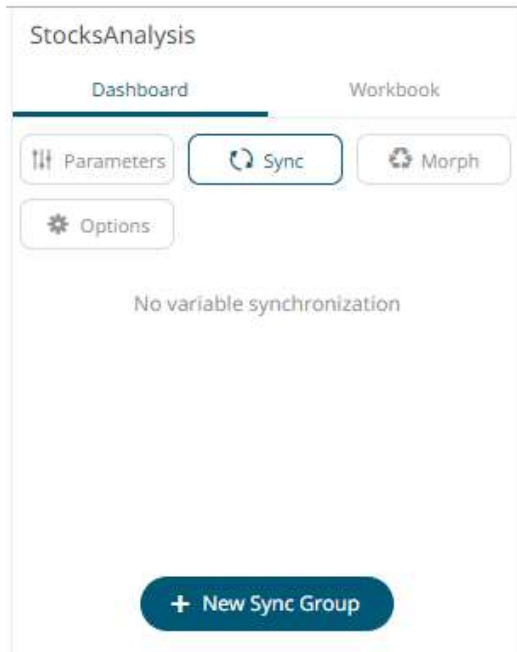 StocksAnalysis
Dashboard Workbook
Parameters Sync Morph
Options
No variable synchronization
+ New Sync Group